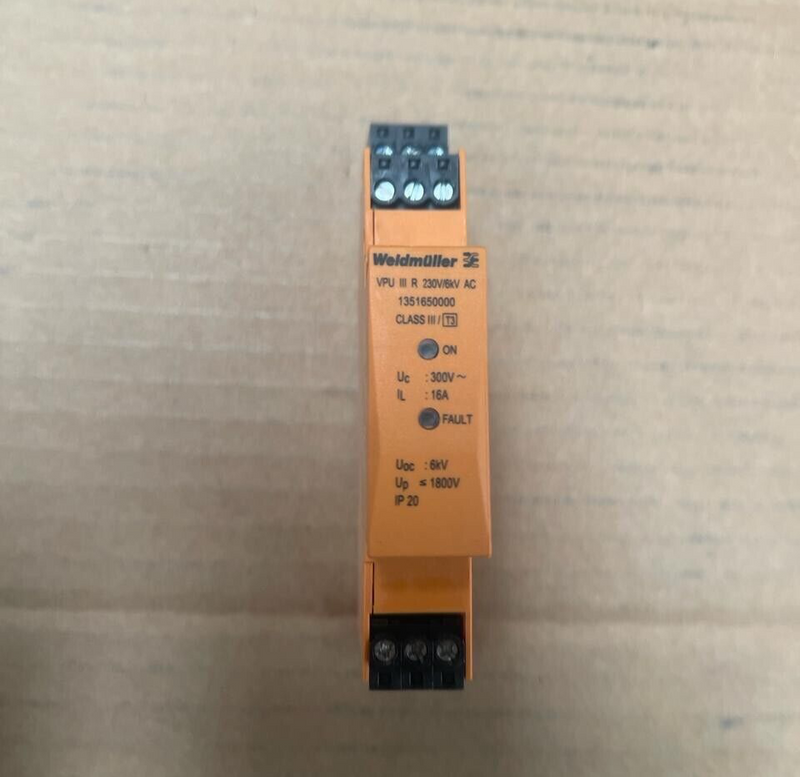 Weidmüller
VPU III R 230V/6kV AC
1351650000
CLASS III / T3
ON
Uc : 300V ~
IL : 16A
FAULT
Uoc : 6kV
Up ≤ 1800V
IP 20